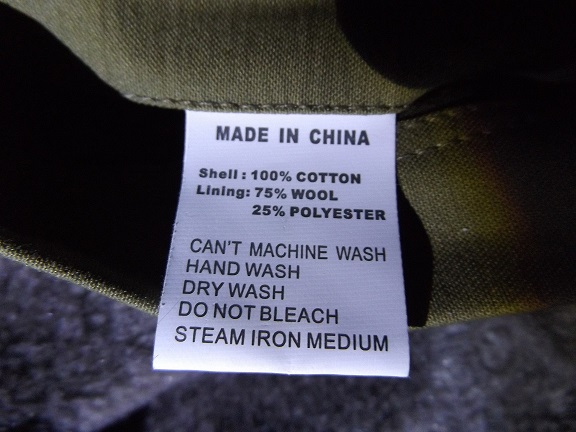 MADE IN CHINA
Shell : 100% COTTON
Lining: 75% WOOL
25% POLYESTER
CAN'T MACHINE WASH
HAND WASH
DRY WASH
DO NOT BLEACH
STEAM IRON MEDIUM